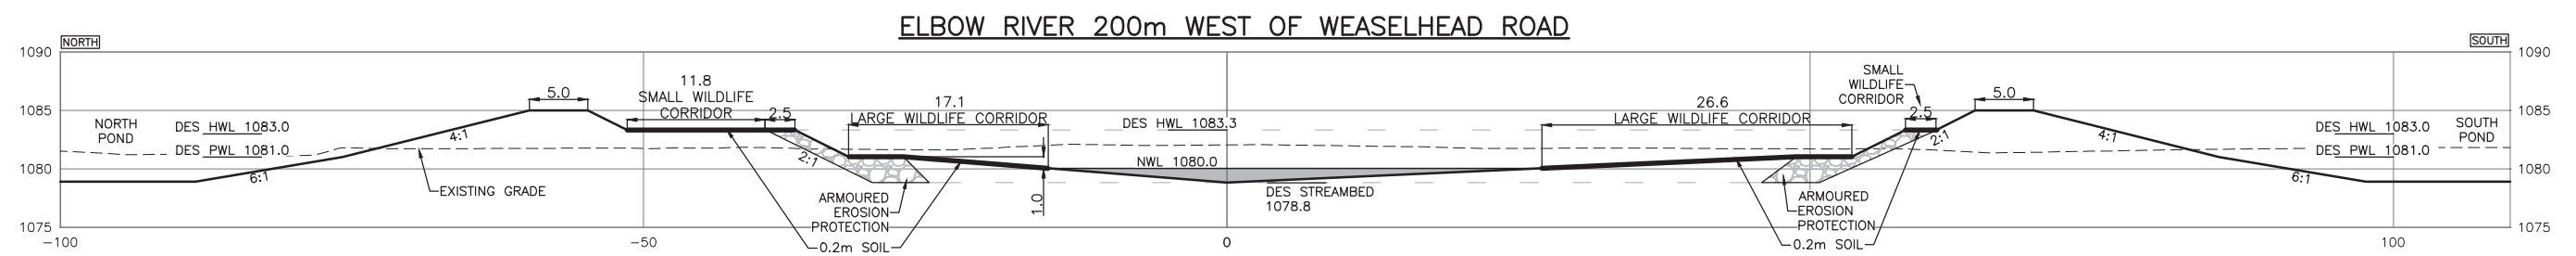 ELBOW RIVER 200m WEST OF WEASELHEAD ROAD
NORTH
SOUTH
1090
1085
1080
1075
NORTH
POND
DES HWL 1083.0
DES PWL 1081.0
6:1
4:1
EXISTING GRADE
5.0
11.8
SMALL WILDLIFE
CORRIDOR
2.5
2:1
17.1
LARGE WILDLIFE CORRIDOR
ARMOURED
EROSION
PROTECTION
0.2m SOIL
1.0
DES HWL 1083.3
NWL 1080.0
DES STREAMBED
1078.8
26.6
LARGE WILDLIFE CORRIDOR
SMALL
WILDLIFE
CORRIDOR
2.5
2:1
ARMOURED
EROSION
PROTECTION
0.2m SOIL
5.0
4:1
6:1
DES HWL 1083.0
DES PWL 1081.0
SOUTH
POND
1090
1085
1080
1075
-100
-50
0
100